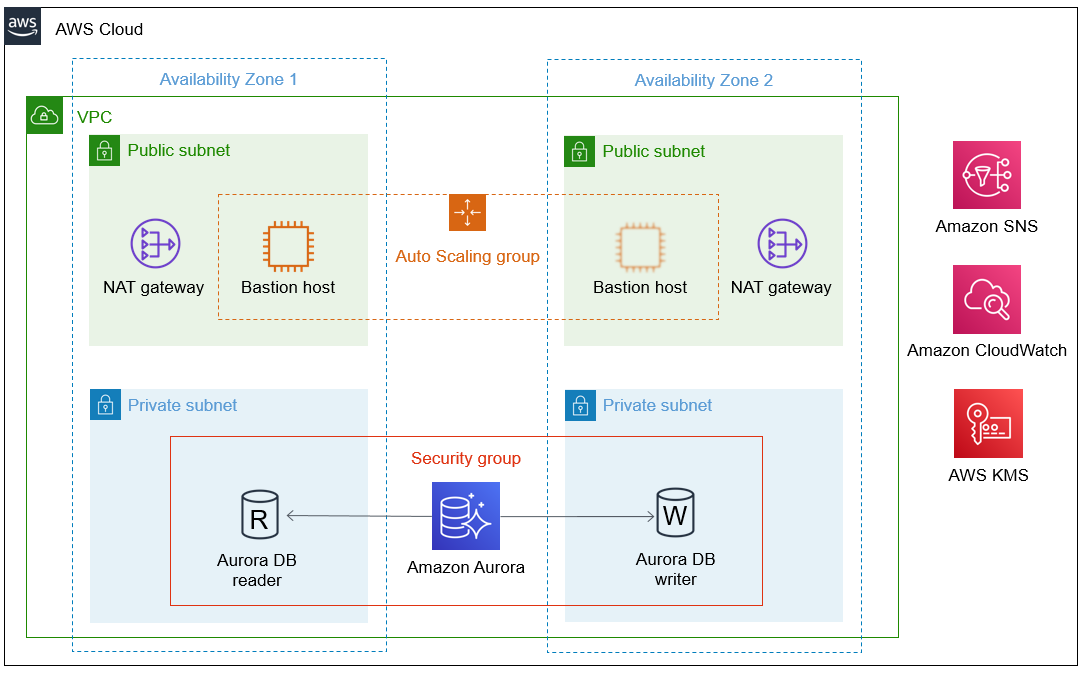 aws
AWS Cloud
Availability Zone 1
Availability Zone 2
VPC
Public subnet
Public subnet
NAT gateway
Bastion host
Auto Scaling group
Bastion host
NAT gateway
Amazon SNS
Amazon CloudWatch
AWS KMS
Private subnet
Private subnet
Security group
R
W
Aurora DB
reader
Amazon Aurora
Aurora DB
writer